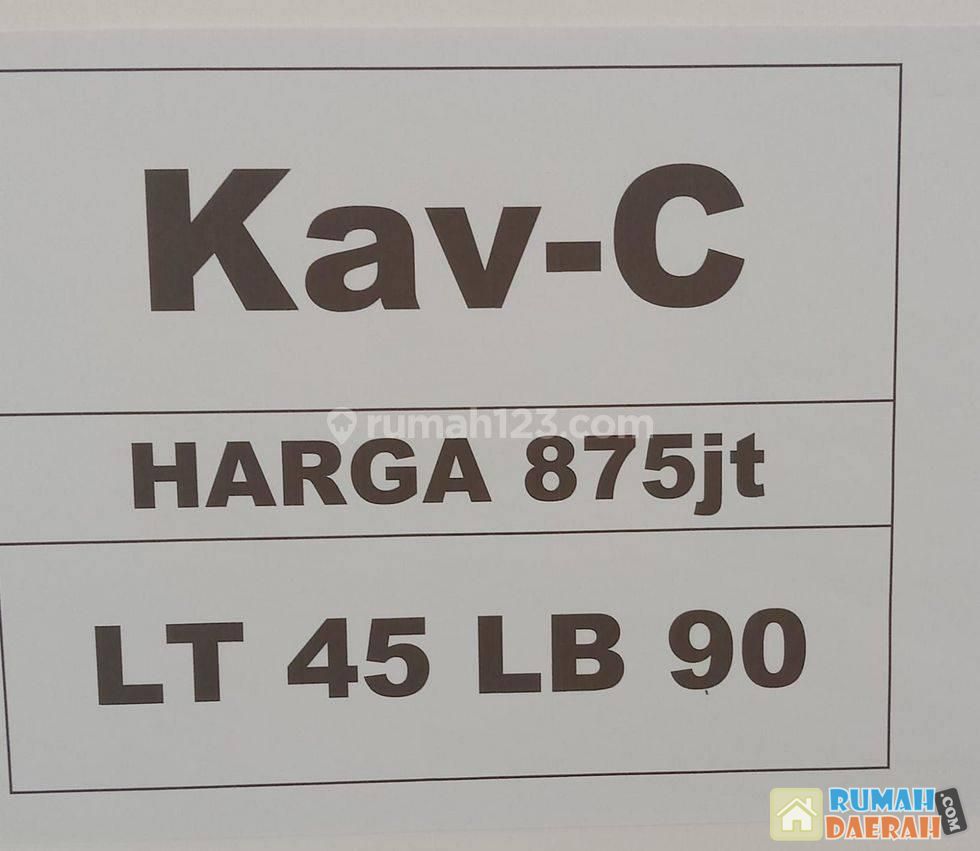 Kav-C
rumah123.com
HARGA 875jt
LT 45 LB 90
RUMAH
DAERAH
.COM